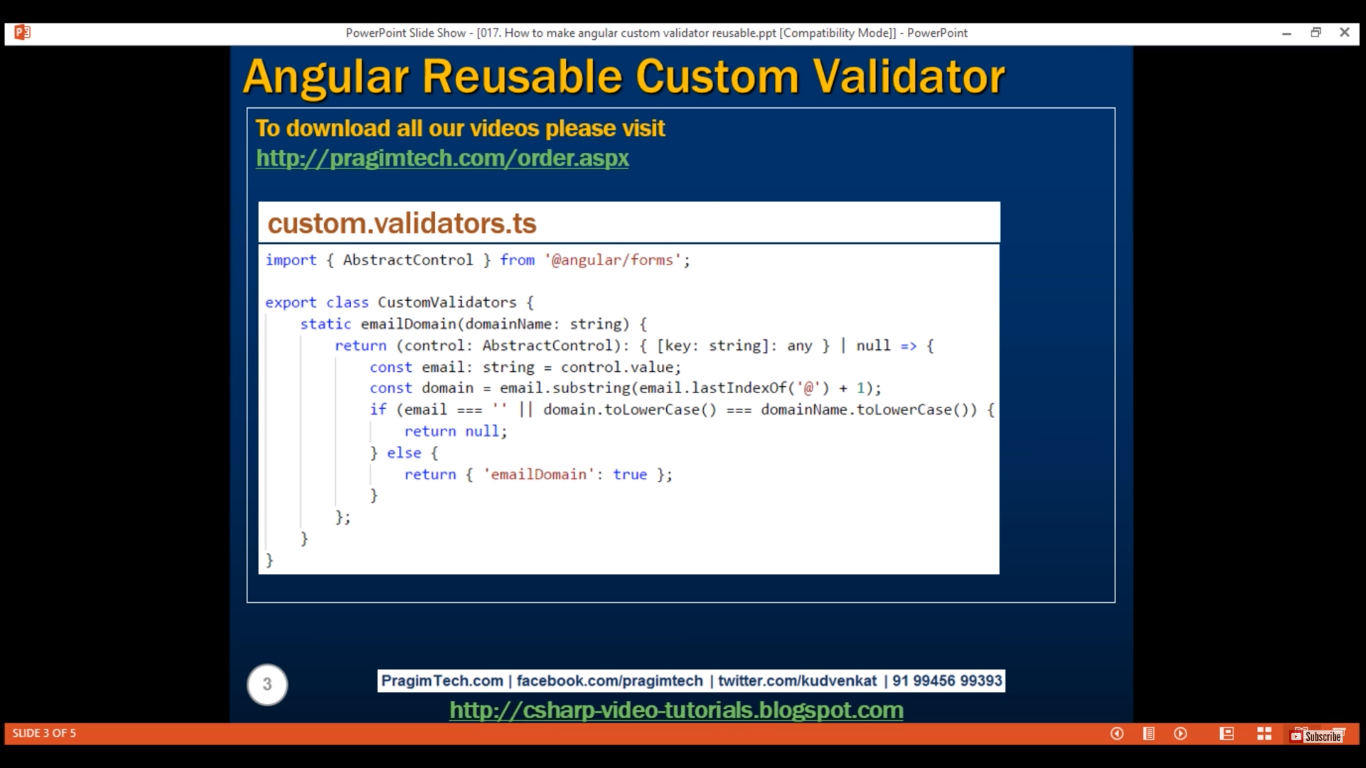 PowerPoint Slide Show - [017. How to make angular custom validator reusable.ppt [Compatibility Mode]] - PowerPoint
Angular Reusable Custom Validator
To download all our videos please visit
http://pragimtech.com/order.aspx
custom.validators.ts
import { AbstractControl } from '@angular/forms';
export class CustomValidators {
static emailDomain(domainName: string) {
return (control: AbstractControl): { [key: string]: any } | null => {
const email: string = control.value;
const domain = email.substring(email.lastIndexOf('@') + 1);
if (email === '' || domain.toLowerCase() === domainName.toLowerCase()) {
return null;
} else {
return { 'emailDomain': true };
}
};
}
}
3
PragimTech.com | facebook.com/pragimtech | twitter.com/kudvenkat | 91 99456 99393
http://csharp-video-tutorials.blogspot.com
SLIDE 3 OF 5
Subscribe